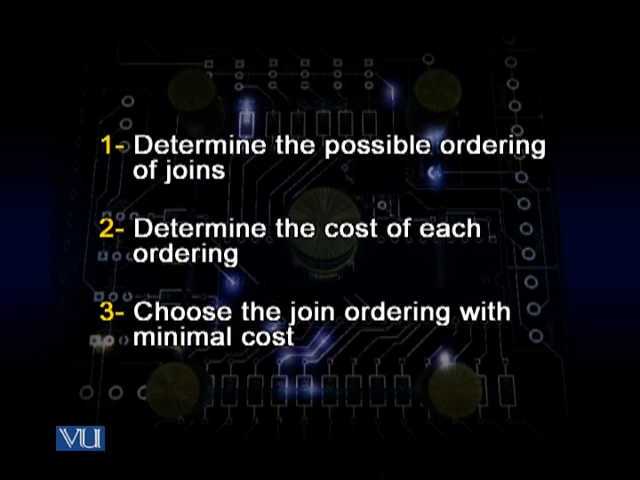 1- Determine the possible ordering
of joins
2- Determine the cost of each
ordering
3- Choose the join ordering with
minimal cost
VU